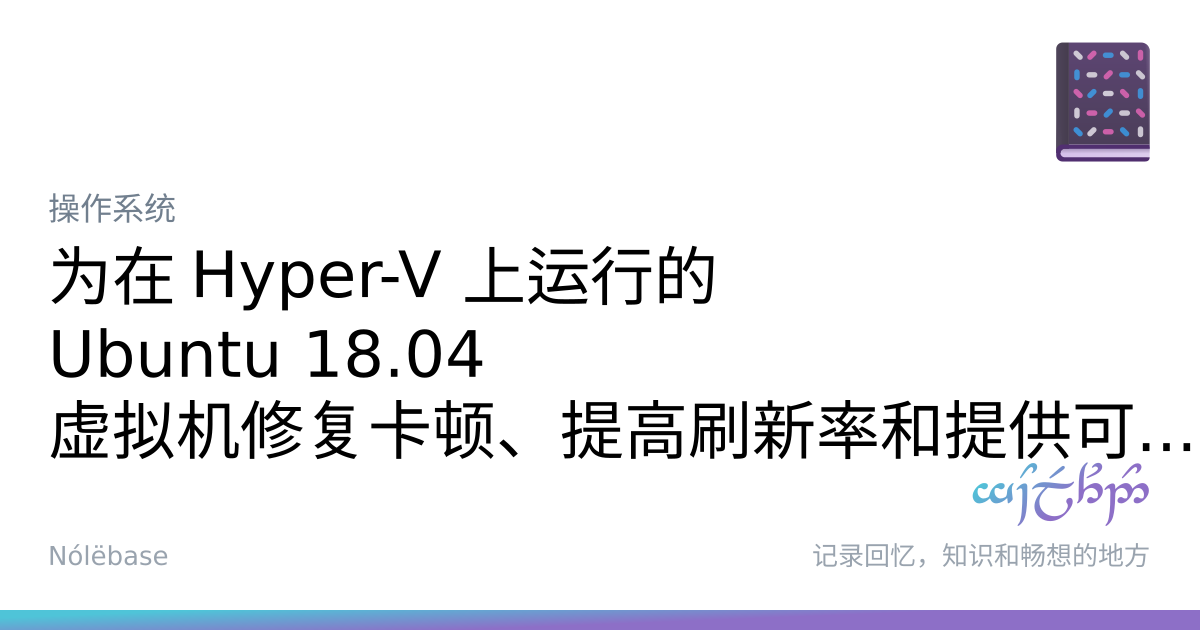 操作系统
为在 Hyper-V 上运行的
Ubuntu 18.04
虚拟机修复卡顿、提高刷新率和提供可...
Nólëbase
记录回忆，知识和畅想的地方